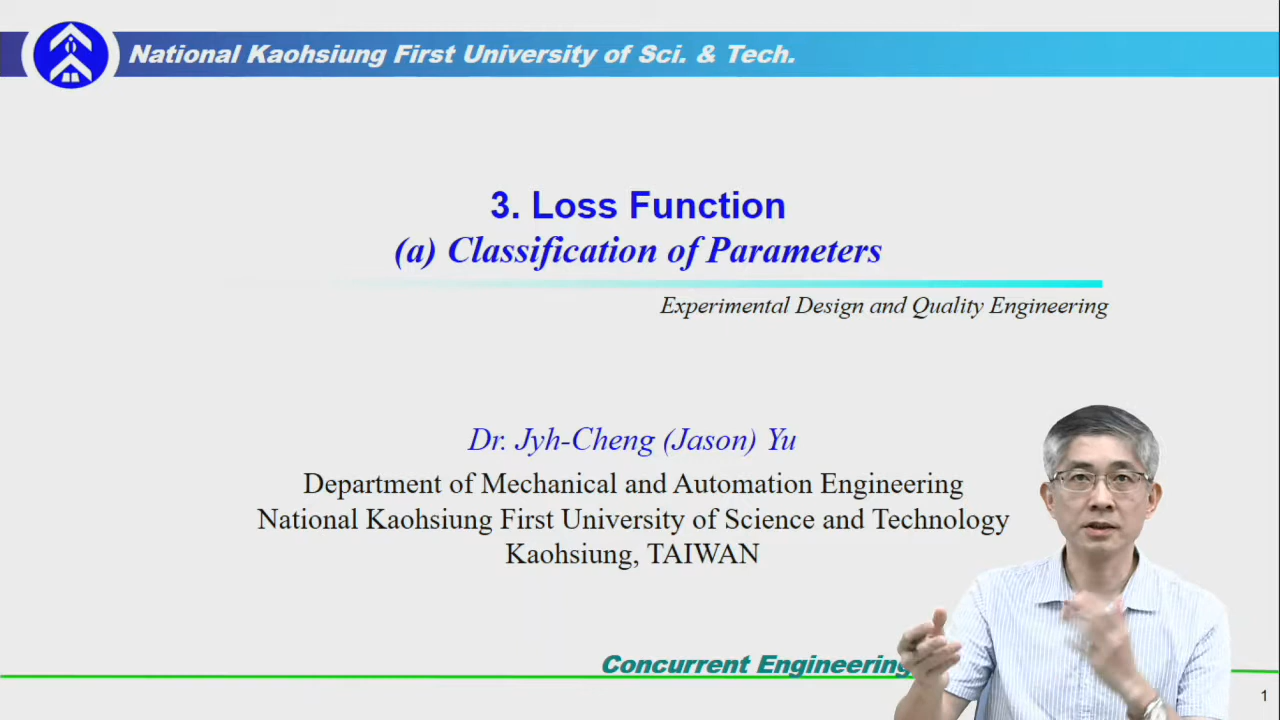 National Kaohsiung First University of Sci. & Tech.
3. Loss Function
(a) Classification of Parameters
Experimental Design and Quality Engineering
Dr. Jyh-Cheng (Jason) Yu
Department of Mechanical and Automation Engineering
National Kaohsiung First University of Science and Technology
Kaohsiung, TAIWAN
Concurrent Engineering
1